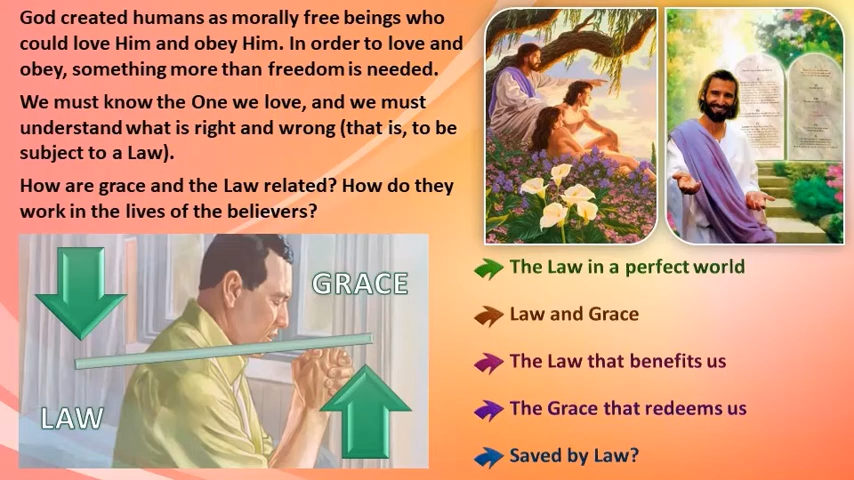 God created humans as morally free beings who
could love Him and obey Him. In order to love and
obey, something more than freedom is needed.
We must know the One we love, and we must
understand what is right and wrong (that is, to be
subject to a Law).
How are grace and the Law related? How do they
work in the lives of the believers?
GRACE
LAW
The Law in a perfect world
Law and Grace
The Law that benefits us
The Grace that redeems us
Saved by Law?